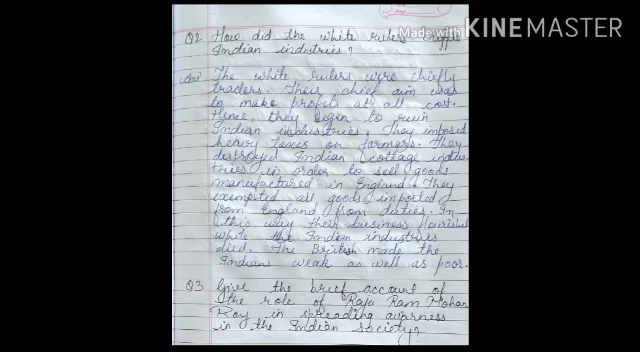 Made with KINEMASTER
Q2 How did the white rulers cripple
Indian industries?
Ans The white rulers were chiefly
traders. Their chief aim was
to make profits at all cost.
Hence, they began to ruin
Indian industries. They imposed
heavy taxes on farmers. They
destroyed Indian cottage indus-
tries in order to sell goods
manufactured in England. They
exempted all goods imported
from England from duties. In
this way their business flourished
while the Indian industries
died. The British made the
Indians weak as well as poor.
Q3 Give the brief account of
the role of Raja Ram Mohan
Roy in spreading awarness
in the Indian society?